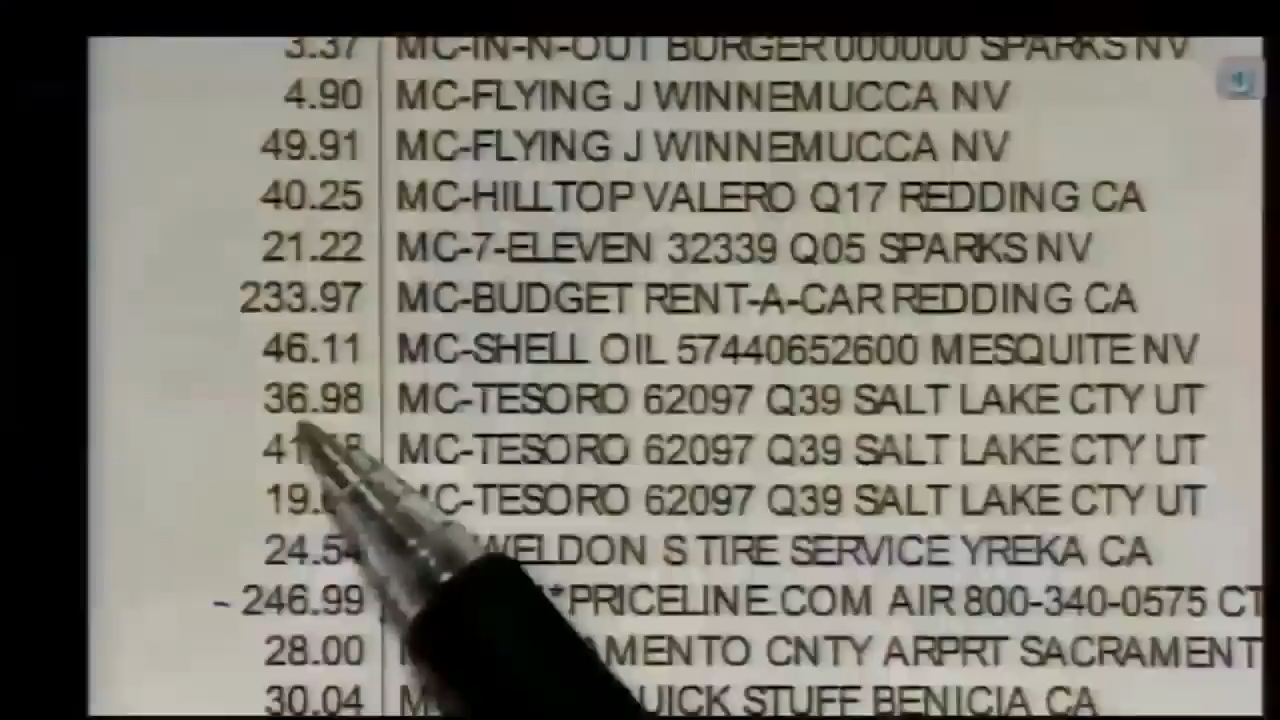 3.37 MC-IN-N-OUT BURGER 000000 SPARKS NV
4.90 MC-FLYING J WINNEMUCCA NV
49.91 MC-FLYING J WINNEMUCCA NV
40.25 MC-HILLTOP VALERO Q17 REDDING CA
21.22 MC-7-ELEVEN 32339 Q05 SPARKS NV
233.97 MC-BUDGET RENT-A-CAR REDDING CA
46.11 MC-SHELL OIL 57440652600 MESQUITE NV
36.98 MC-TESORO 62097 Q39 SALT LAKE CTY UT
MC-TESORO 62097 Q39 SALT LAKE CTY UT
TESORO 62097 Q39 SALT LAKE CTY UT
24.54 WELDON S TIRE SERVICE YREKA CA
- 246.99 *PRICELINE.COM AIR 800-340-0575 CT
28.00 AMENTO CNTY ARPRT SACRAMENT
30.04 UICK STUFF BENICIA CA